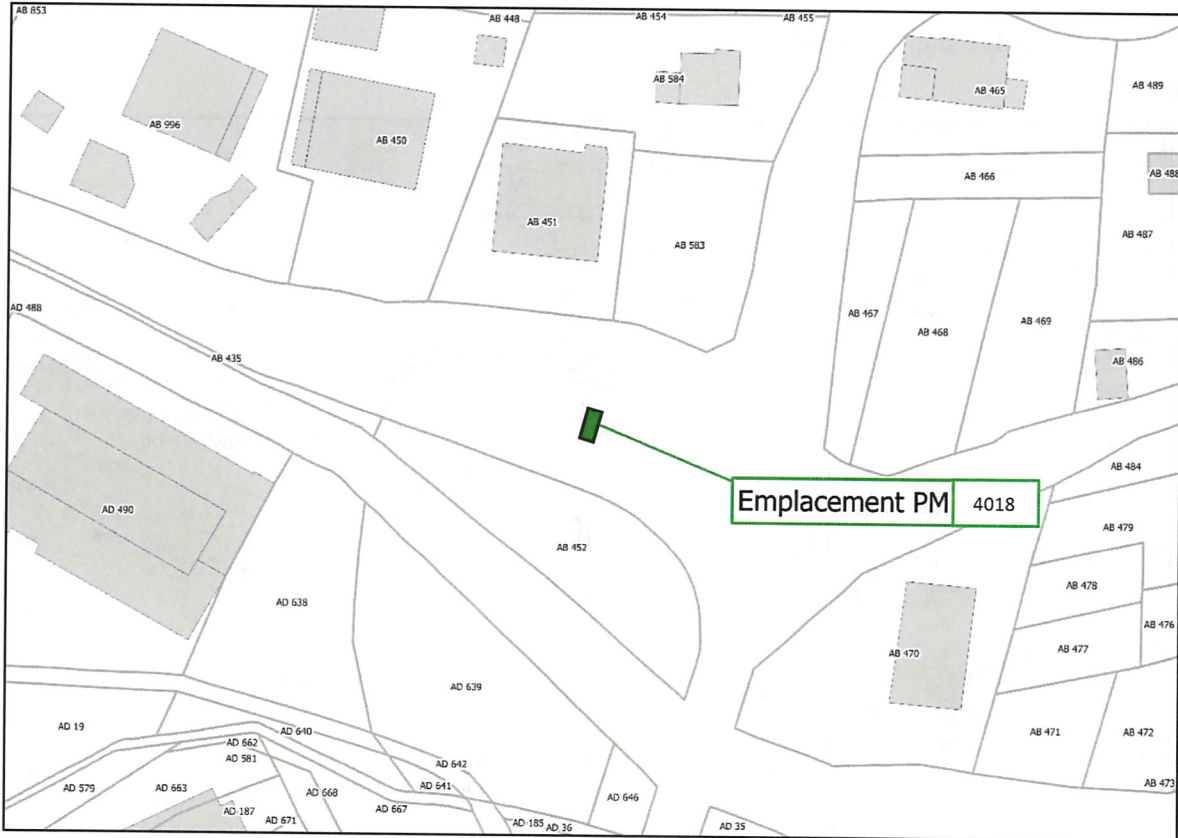 AB 853
AB 448
AB 454
AB 455
AB 584
AB 465
AB 489
AB 996
AB 450
AB 466
AB 488
AB 451
AB 583
AB 487
AD 488
AB 467
AB 468
AB 469
AB 435
AB 486
AB 484
Emplacement PM 4018
AD 490
AB 452
AB 479
AB 478
AD 638
AB 476
AB 477
AB 470
AD 639
AD 19
AD 640
AB 471
AB 472
AD 662
AD 581
AD 642
AD 579
AD 663
AD 641
AB 473
AD 668
AD 646
AD 187
AD 667
AD 671
AD 185
AD 36
AD 35